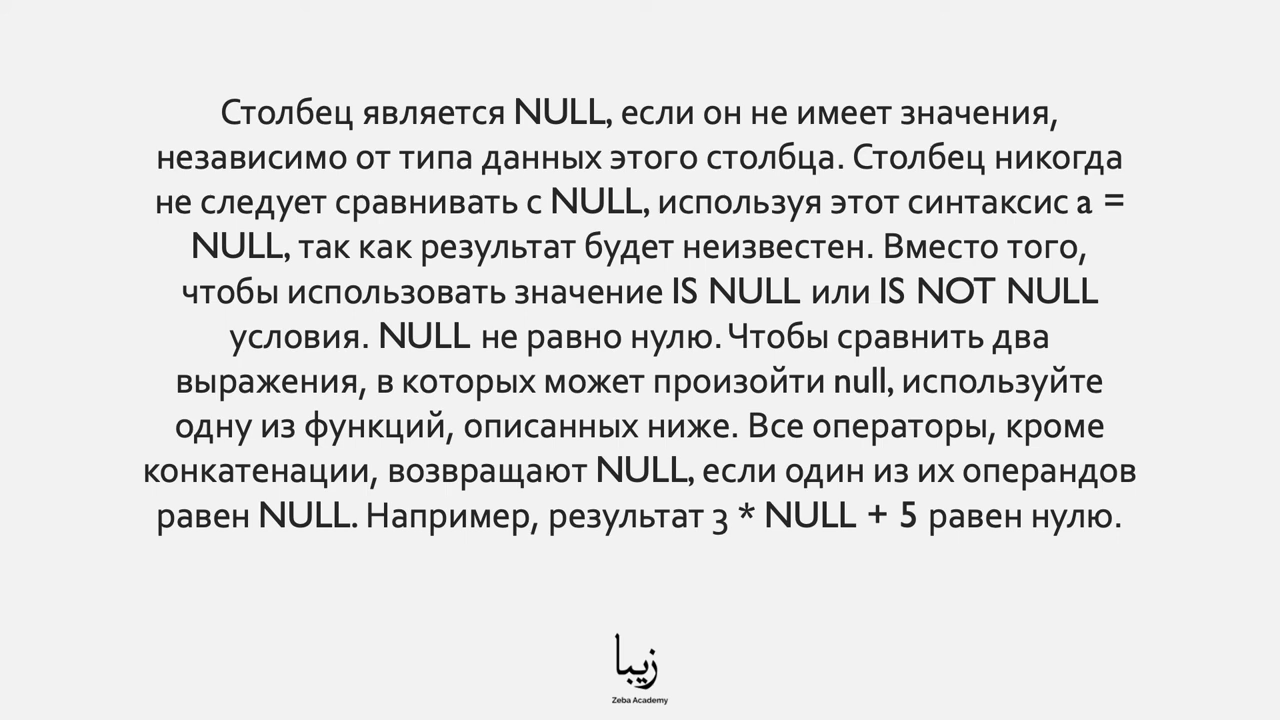 Столбец является NULL, если он не имеет значения,
независимо от типа данных этого столбца. Столбец никогда
не следует сравнивать с NULL, используя этот синтаксис a =
NULL, так как результат будет неизвестен. Вместо того,
чтобы использовать значение IS NULL или IS NOT NULL
условия. NULL не равно нулю. Чтобы сравнить два
выражения, в которых может произойти null, используйте
одну из функций, описанных ниже. Все операторы, кроме
конкатенации, возвращают NULL, если один из их операндов
равен NULL. Например, результат 3 * NULL + 5 равен нулю.
زيبا
Zeba Academy